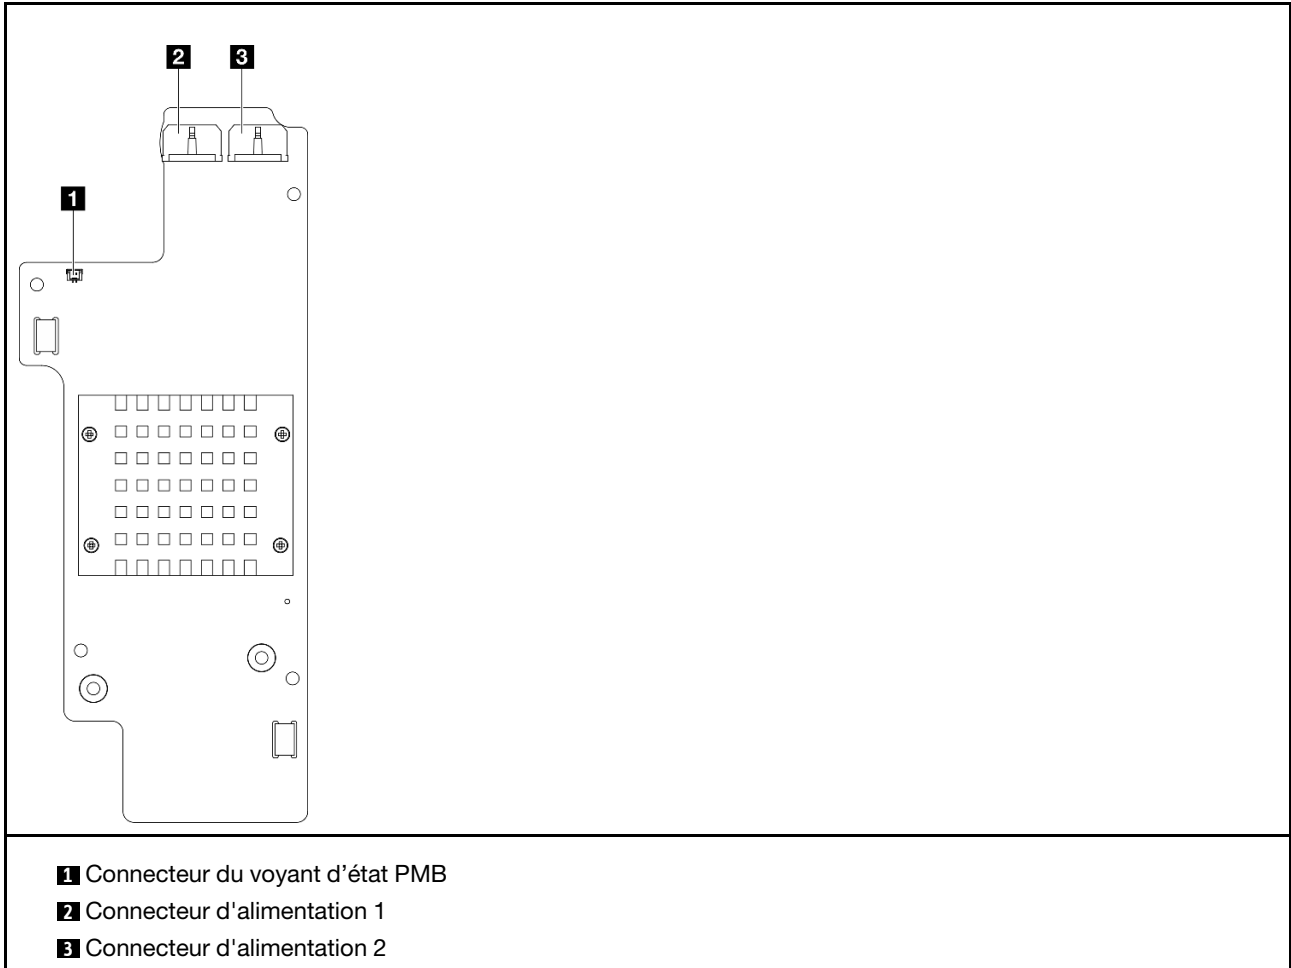 2 3
1
1 Connecteur du voyant d’état PMB
2 Connecteur d'alimentation 1
3 Connecteur d'alimentation 2